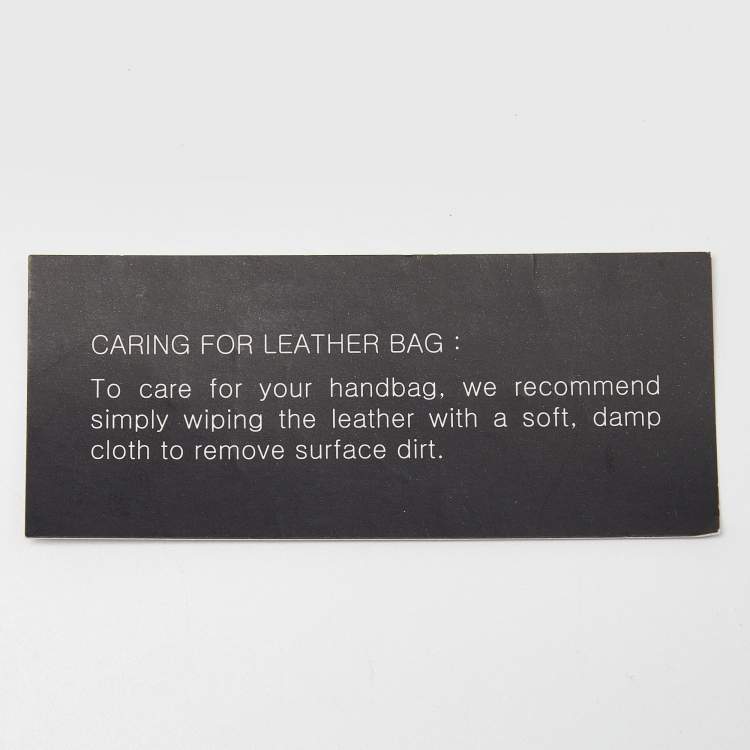 CARING FOR LEATHER BAG :
To care for your handbag, we recommend
simply wiping the leather with a soft, damp
cloth to remove surface dirt.